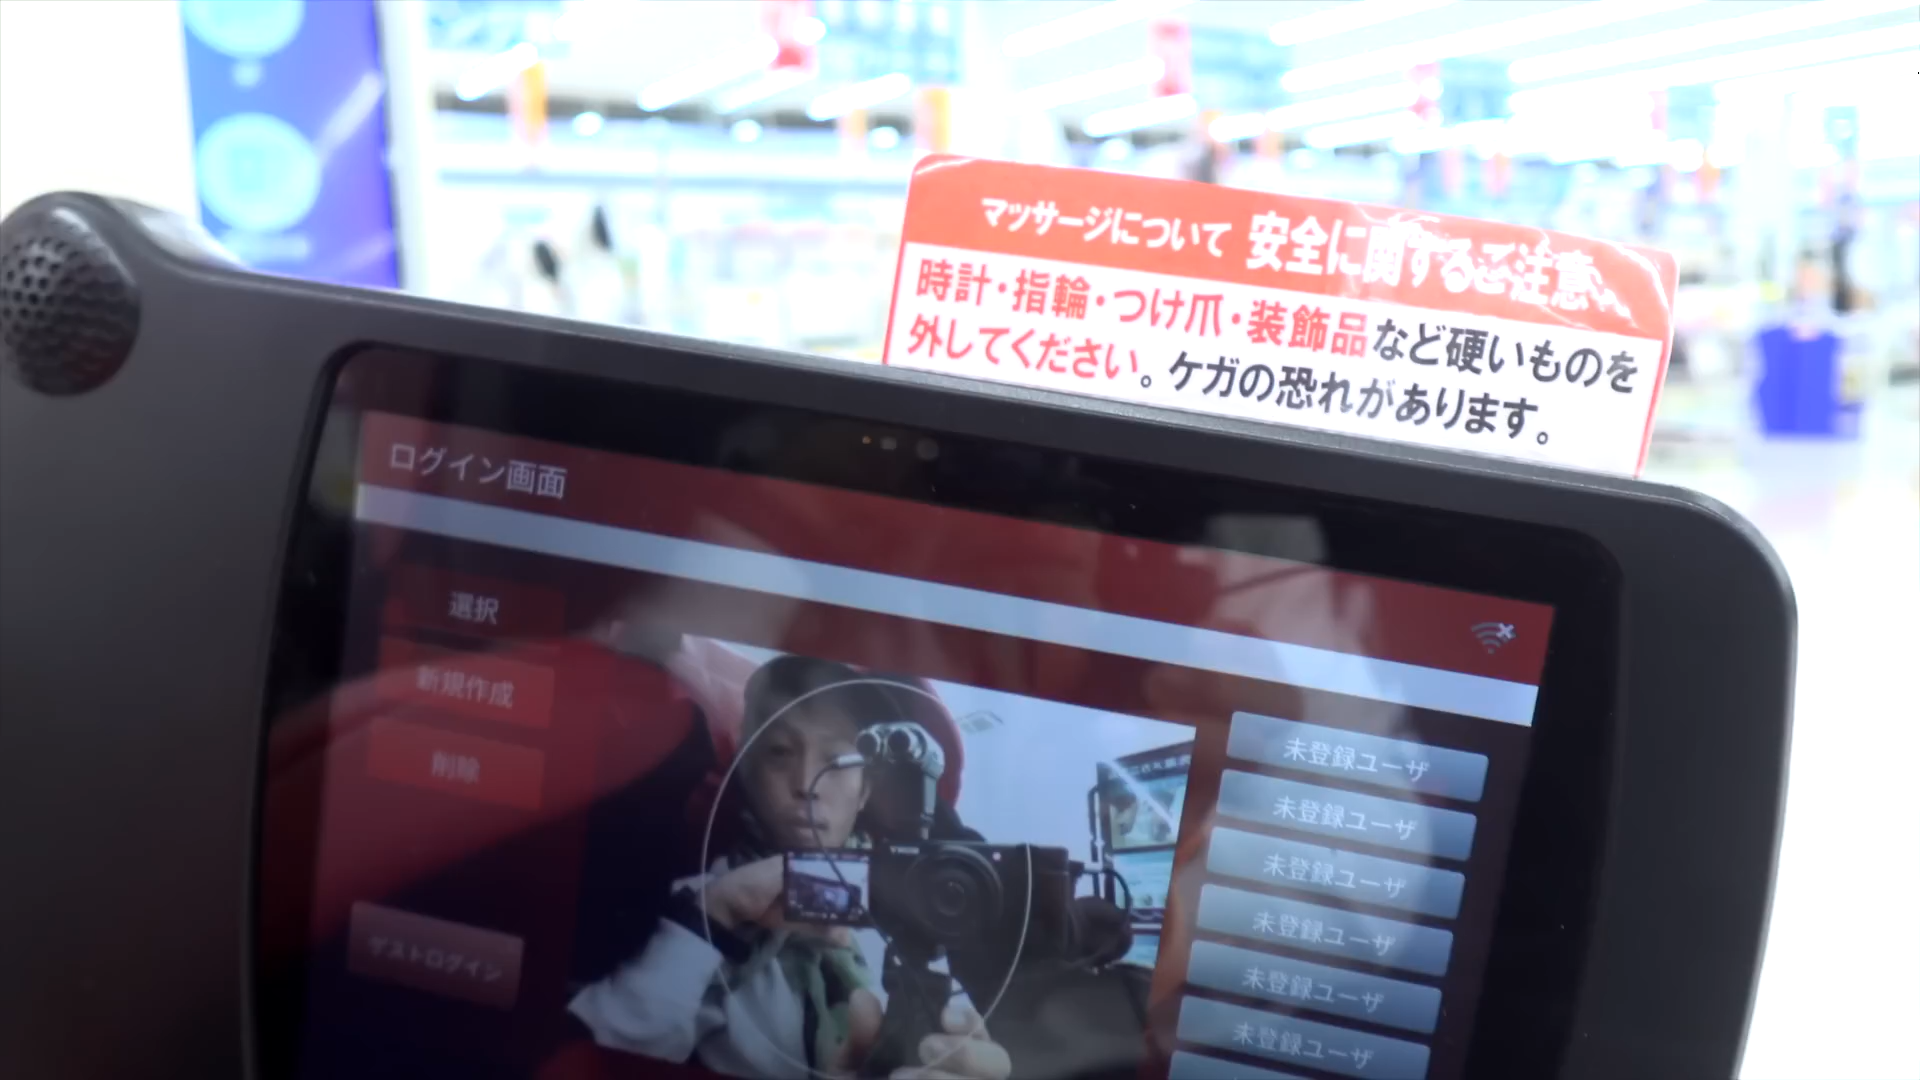 マッサージについて 安全に関するご注意
時計・指輪・つけ爪・装飾品など硬いものを
外してください。ケガの恐れがあります。
ログイン画面
選択
新規作成
削除
ゲストログイン
未登録ユーザ
未登録ユーザ
未登録ユーザ
未登録ユーザ
未登録ユーザ
未登録ユーザ